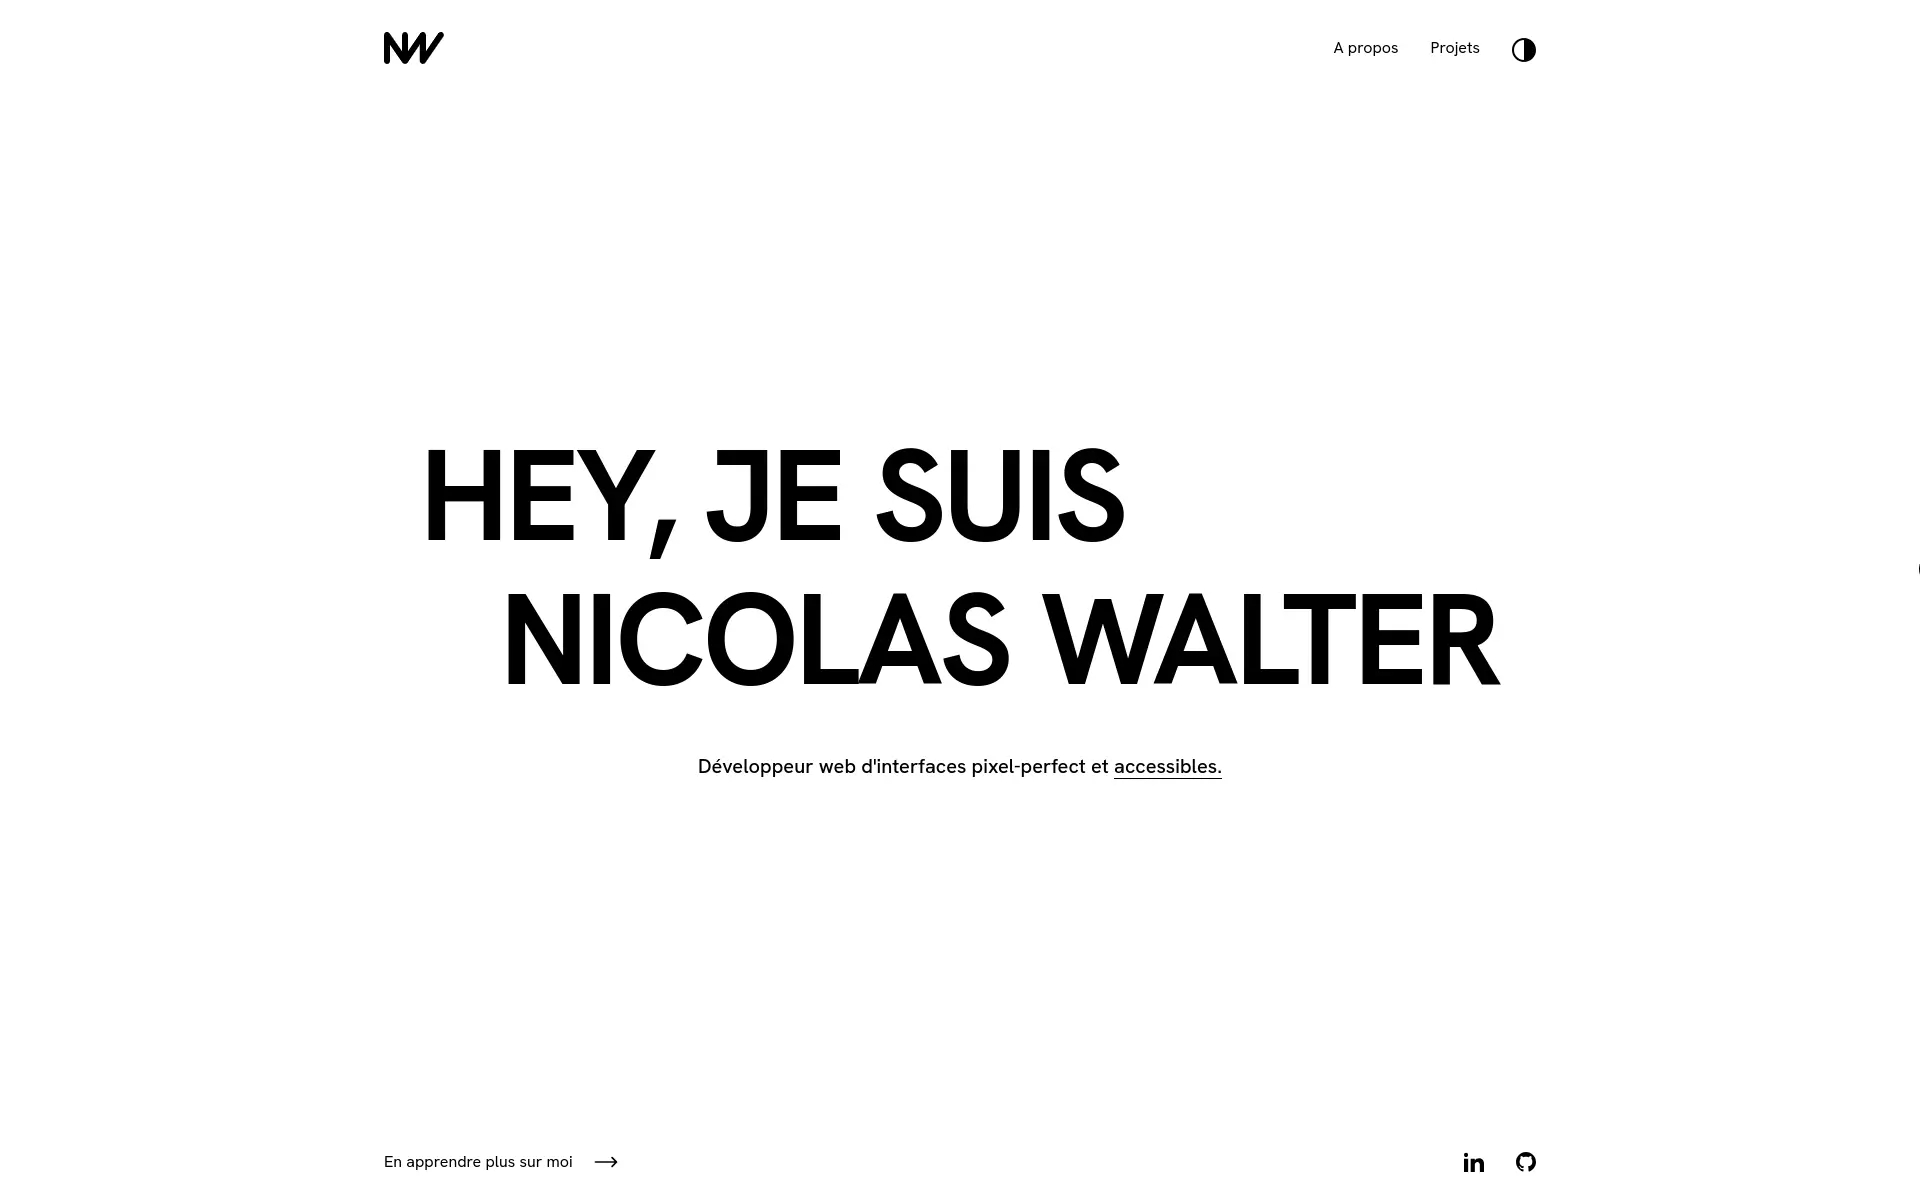 NW
A propos
Projets
HEY, JE SUIS
NICOLAS WALTER
Développeur web d'interfaces pixel-perfect et accessibles.
En apprendre plus sur moi
in